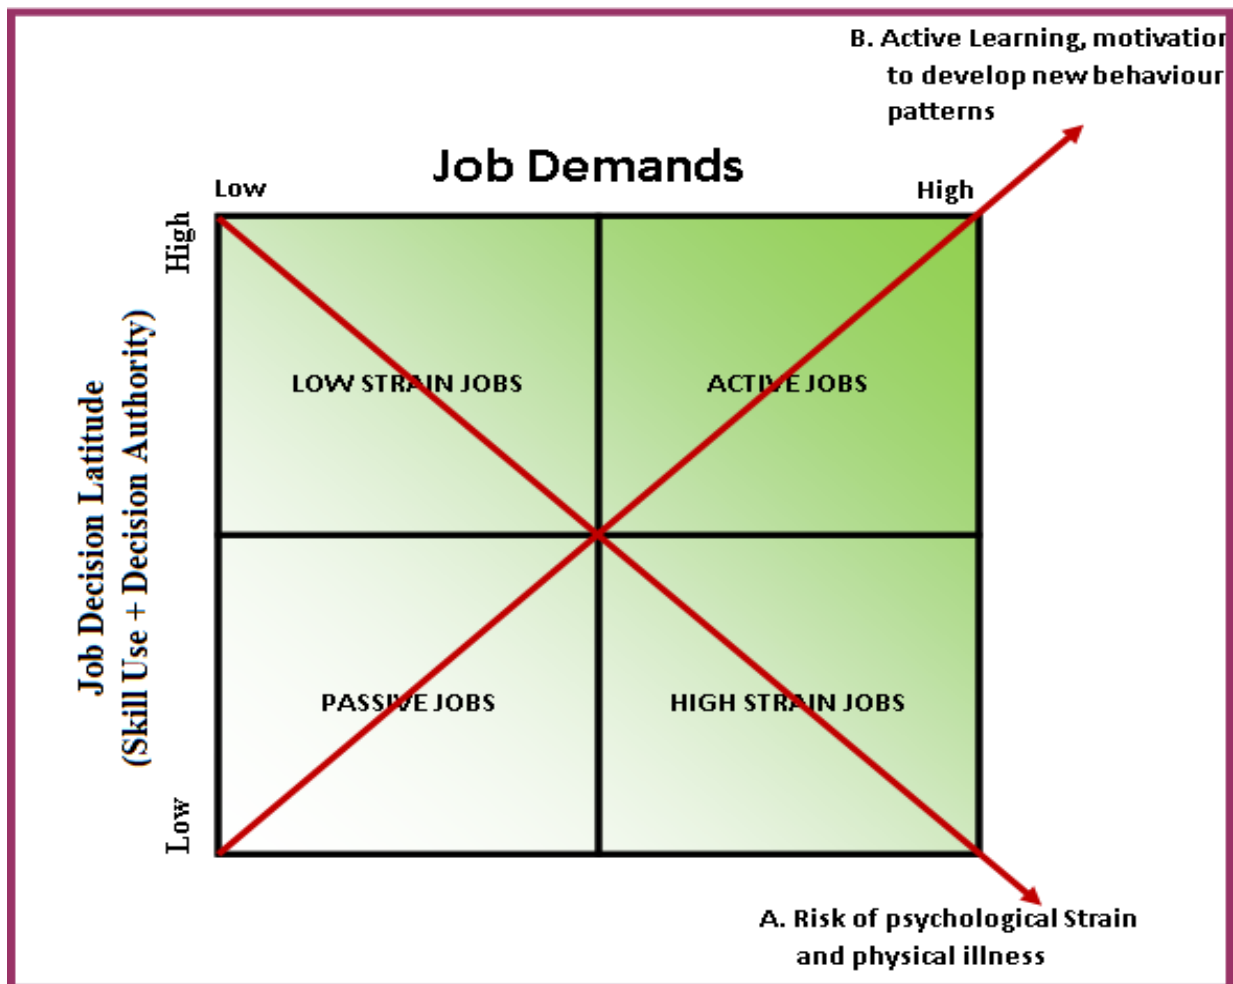 B. Active Learning, motivation
to develop new behaviour
patterns
Job Demands
Low
High
High
Job Decision Latitude
(Skill Use + Decision Authority)
Low
LOW STRAIN JOBS
ACTIVE JOBS
PASSIVE JOBS
HIGH STRAIN JOBS
A. Risk of psychological Strain
and physical illness